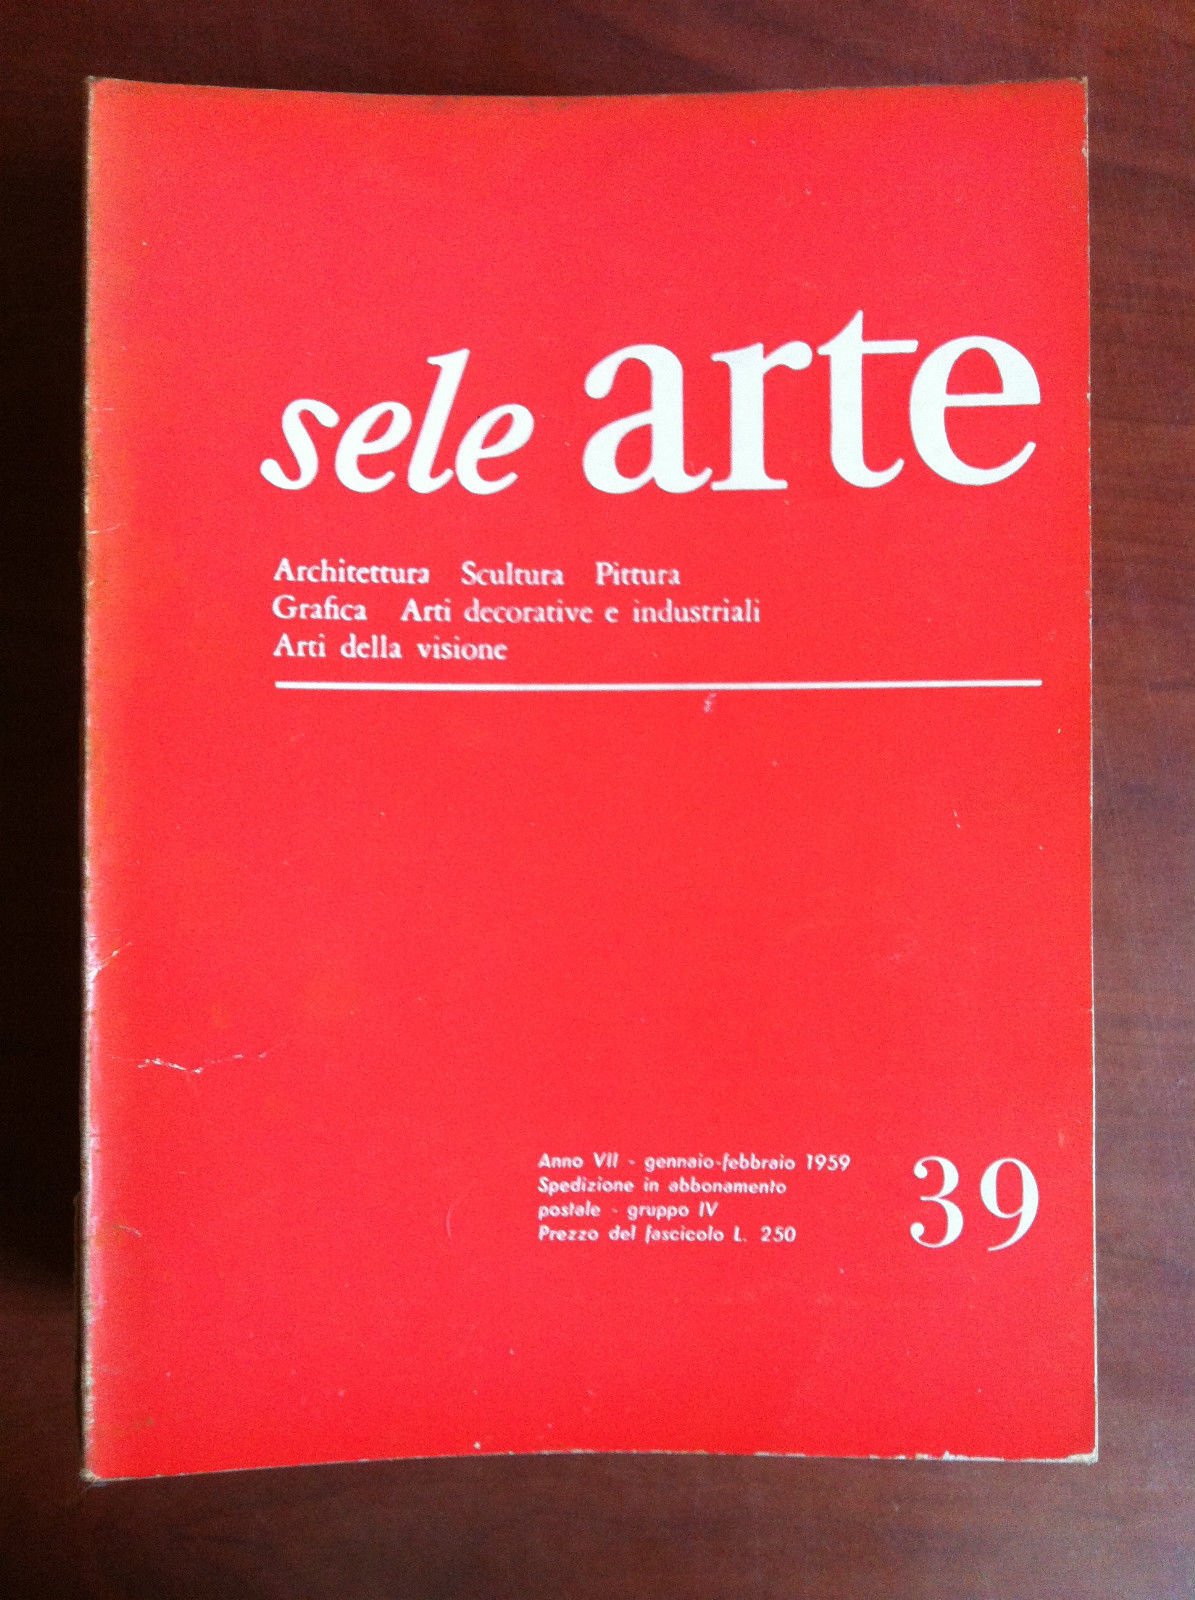 sele arte
Architettura Scultura Pittura
Grafica Arti decorative e industriali
Arti della visione
Anno VII - gennaio-febbraio 1959
Spedizione in abbonamento
postale - gruppo IV
Prezzo del fascicolo L. 250
39